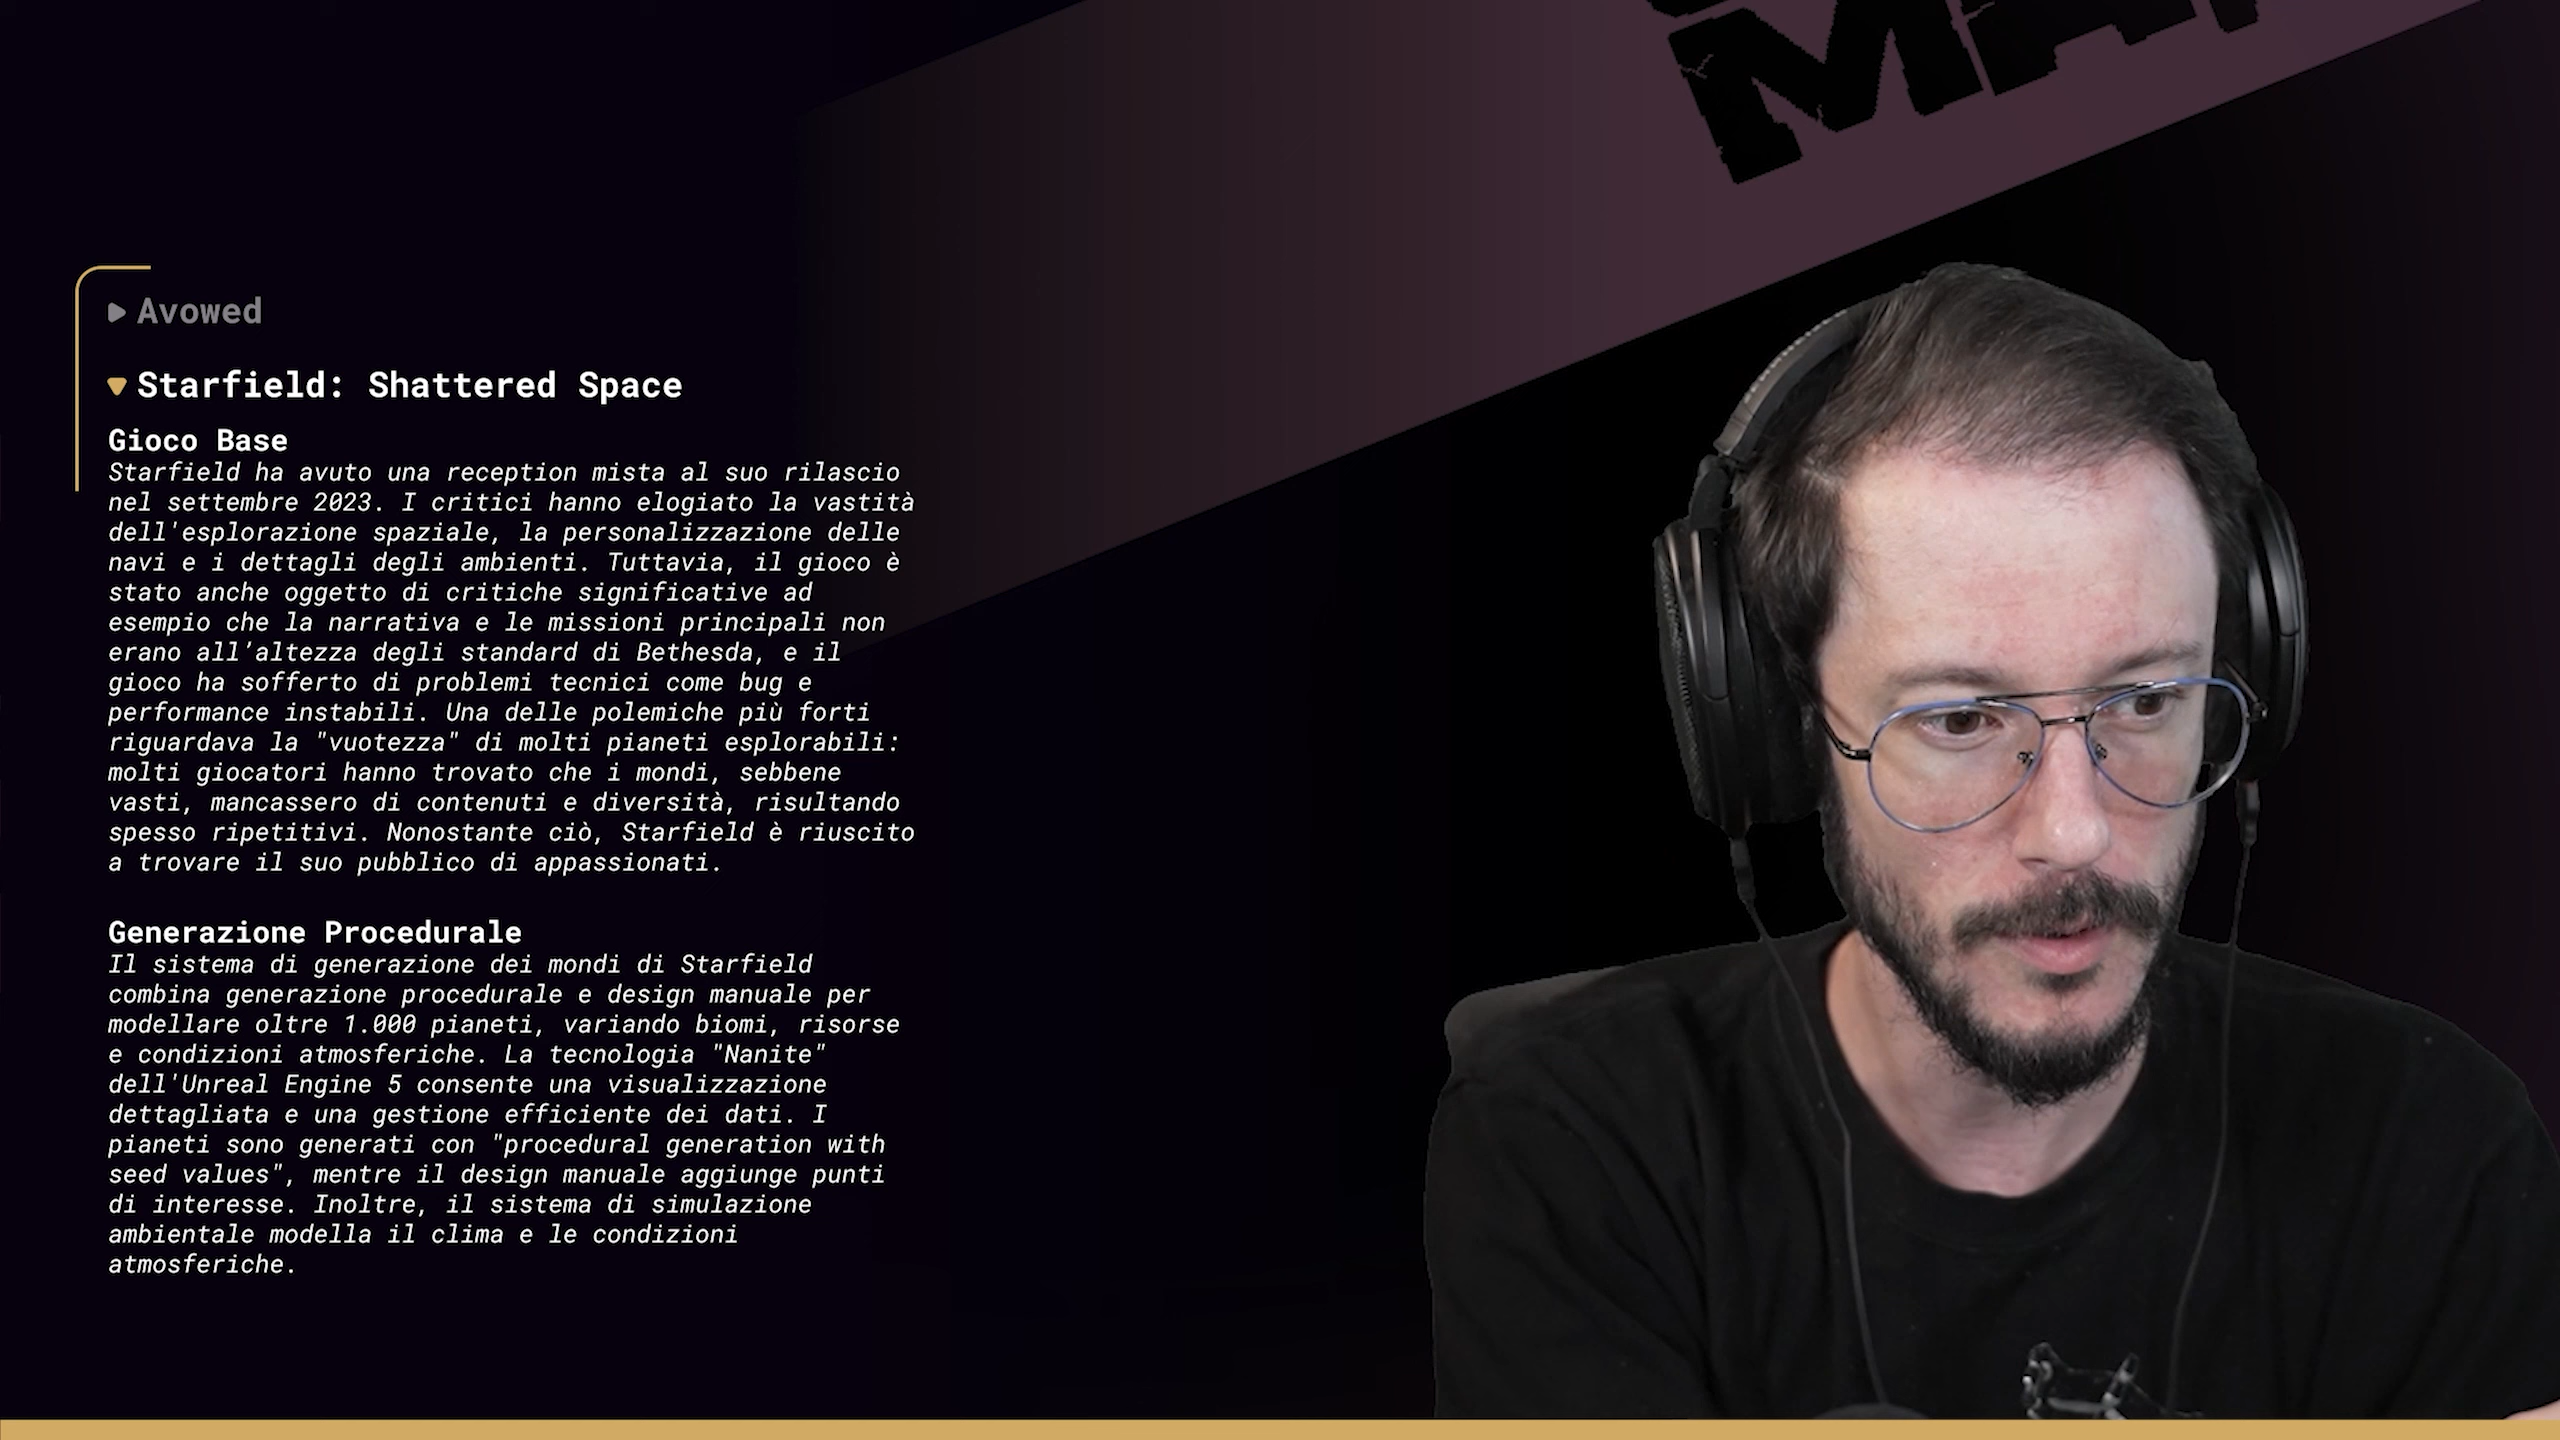 Avowed
Starfield: Shattered Space
Gioco Base
Starfield ha avuto una reception mista al suo rilascio
nel settembre 2023. I critici hanno elogiato la vastità
dell'esplorazione spaziale, la personalizzazione delle
navi e i dettagli degli ambienti. Tuttavia, il gioco è
stato anche oggetto di critiche significative ad
esempio che la narrativa e le missioni principali non
erano all’altezza degli standard di Bethesda, e il
gioco ha sofferto di problemi tecnici come bug e
performance instabili. Una delle polemiche più forti
riguardava la "vuotezza" di molti pianeti esplorabili:
molti giocatori hanno trovato che i mondi, sebbene
vasti, mancassero di contenuti e diversità, risultando
spesso ripetitivi. Nonostante ciò, Starfield è riuscito
a trovare il suo pubblico di appassionati.
Generazione Procedurale
Il sistema di generazione dei mondi di Starfield
combina generazione procedurale e design manuale per
modellare oltre 1.000 pianeti, variando biomi, risorse
e condizioni atmosferiche. La tecnologia "Nanite"
dell'Unreal Engine 5 consente una visualizzazione
dettagliata e una gestione efficiente dei dati. I
pianeti sono generati con "procedural generation with
seed values", mentre il design manuale aggiunge punti
di interesse. Inoltre, il sistema di simulazione
ambientale modella il clima e le condizioni
atmosferiche.